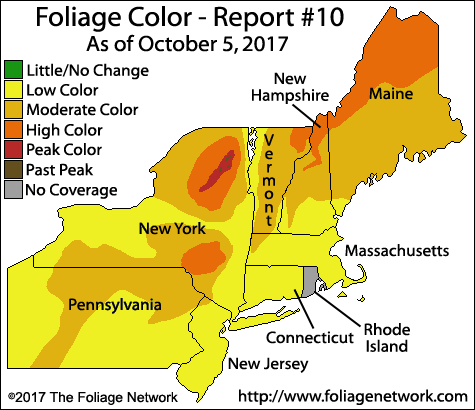 Foliage Color - Report #10
As of October 5, 2017
Little/No Change
Low Color
Moderate Color
High Color
Peak Color
Past Peak
No Coverage
New
Hampshire
Maine
Vermont
New York
Massachusetts
Pennsylvania
Connecticut
Rhode
Island
New Jersey
©2017 The Foliage Network
http://www.foliagenetwork.com